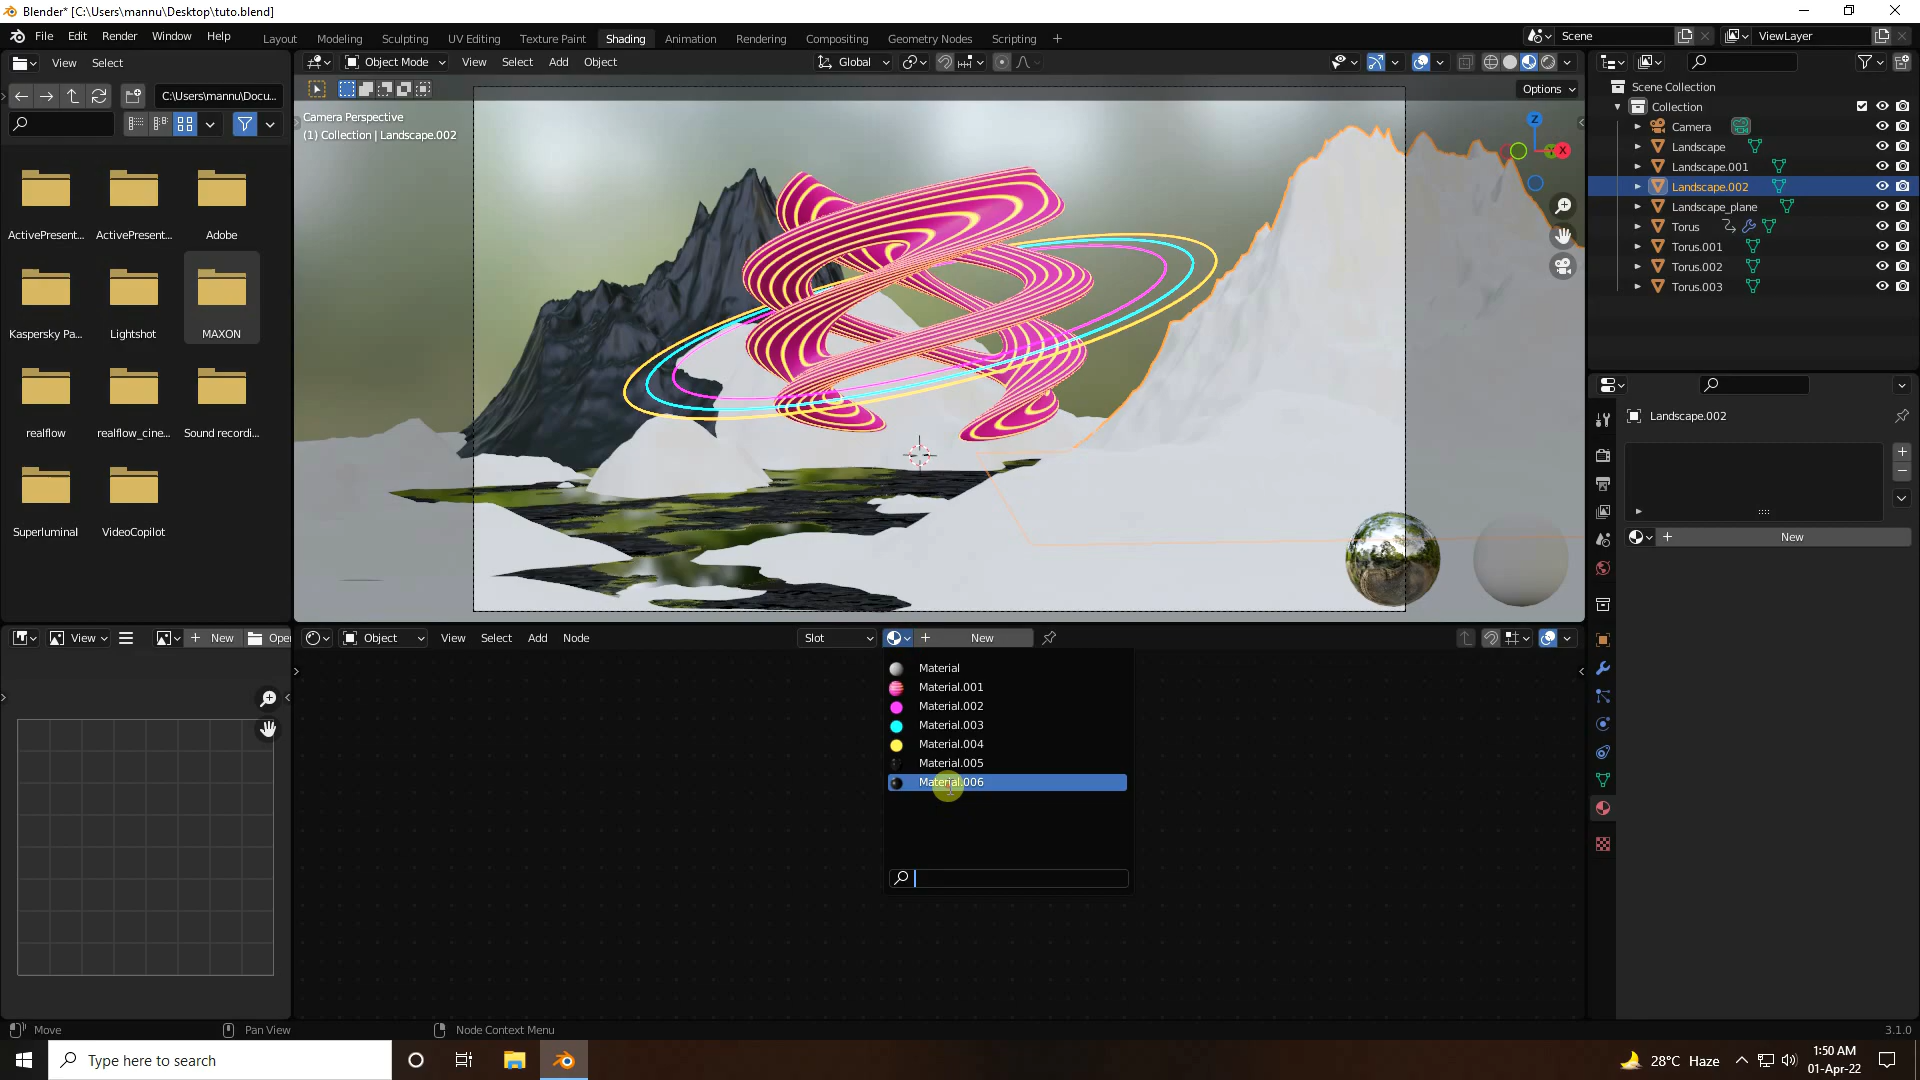 Blender* [C:\Users\mannu\Desktop\tuto.blend]
File Edit Render Window Help
Layout Modeling Sculpting UV Editing Texture Paint Shading Animation Rendering Compositing Geometry Nodes Scripting +
Scene
ViewLayer
View Select
Object Mode View Select Add Object
Global
C:\Users\mannu\Docu...
Options
Camera Perspective
(1) Collection | Landscape.002
Z
X
Scene Collection
Collection
Camera
Landscape
Landscape.001
Landscape.002
Landscape_plane
Torus
Torus.001
Torus.002
Torus.003
ActivePresent... ActivePresent... Adobe
Kaspersky Pa... Lightshot MAXON
realflow realflow_cine... Sound recordi...
Superluminal VideoCopilot
Landscape.002
New
View New Open
Object View Select Add Node
Slot
New
Material
Material.001
Material.002
Material.003
Material.004
Material.005
Material.006
Move Pan View Node Context Menu
3.1.0
Type here to search
28°C Haze
1:50 AM
01-Apr-22